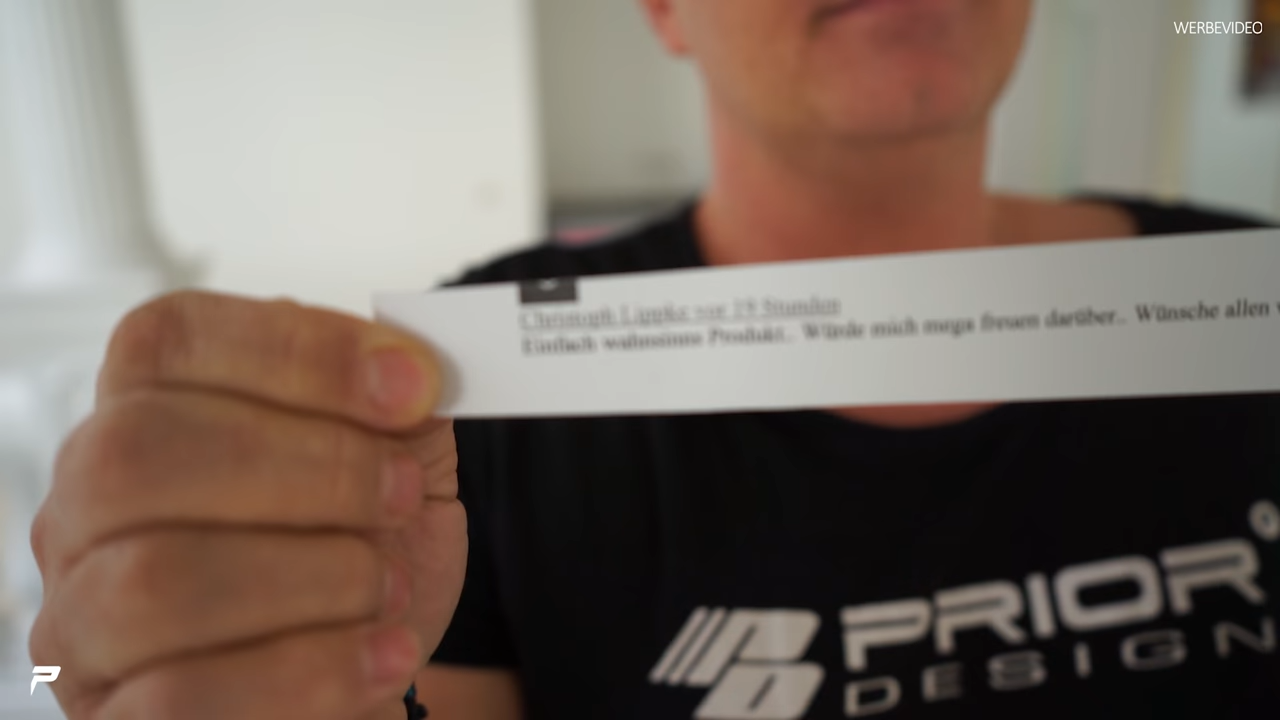 WERBEVIDEO
Christoph Lippke vor 19 Stunden
Einfach wahnsinns Produkt.. Würde mich mega freuen darüber.. Wünsche allen
PRIOR
DESIGN